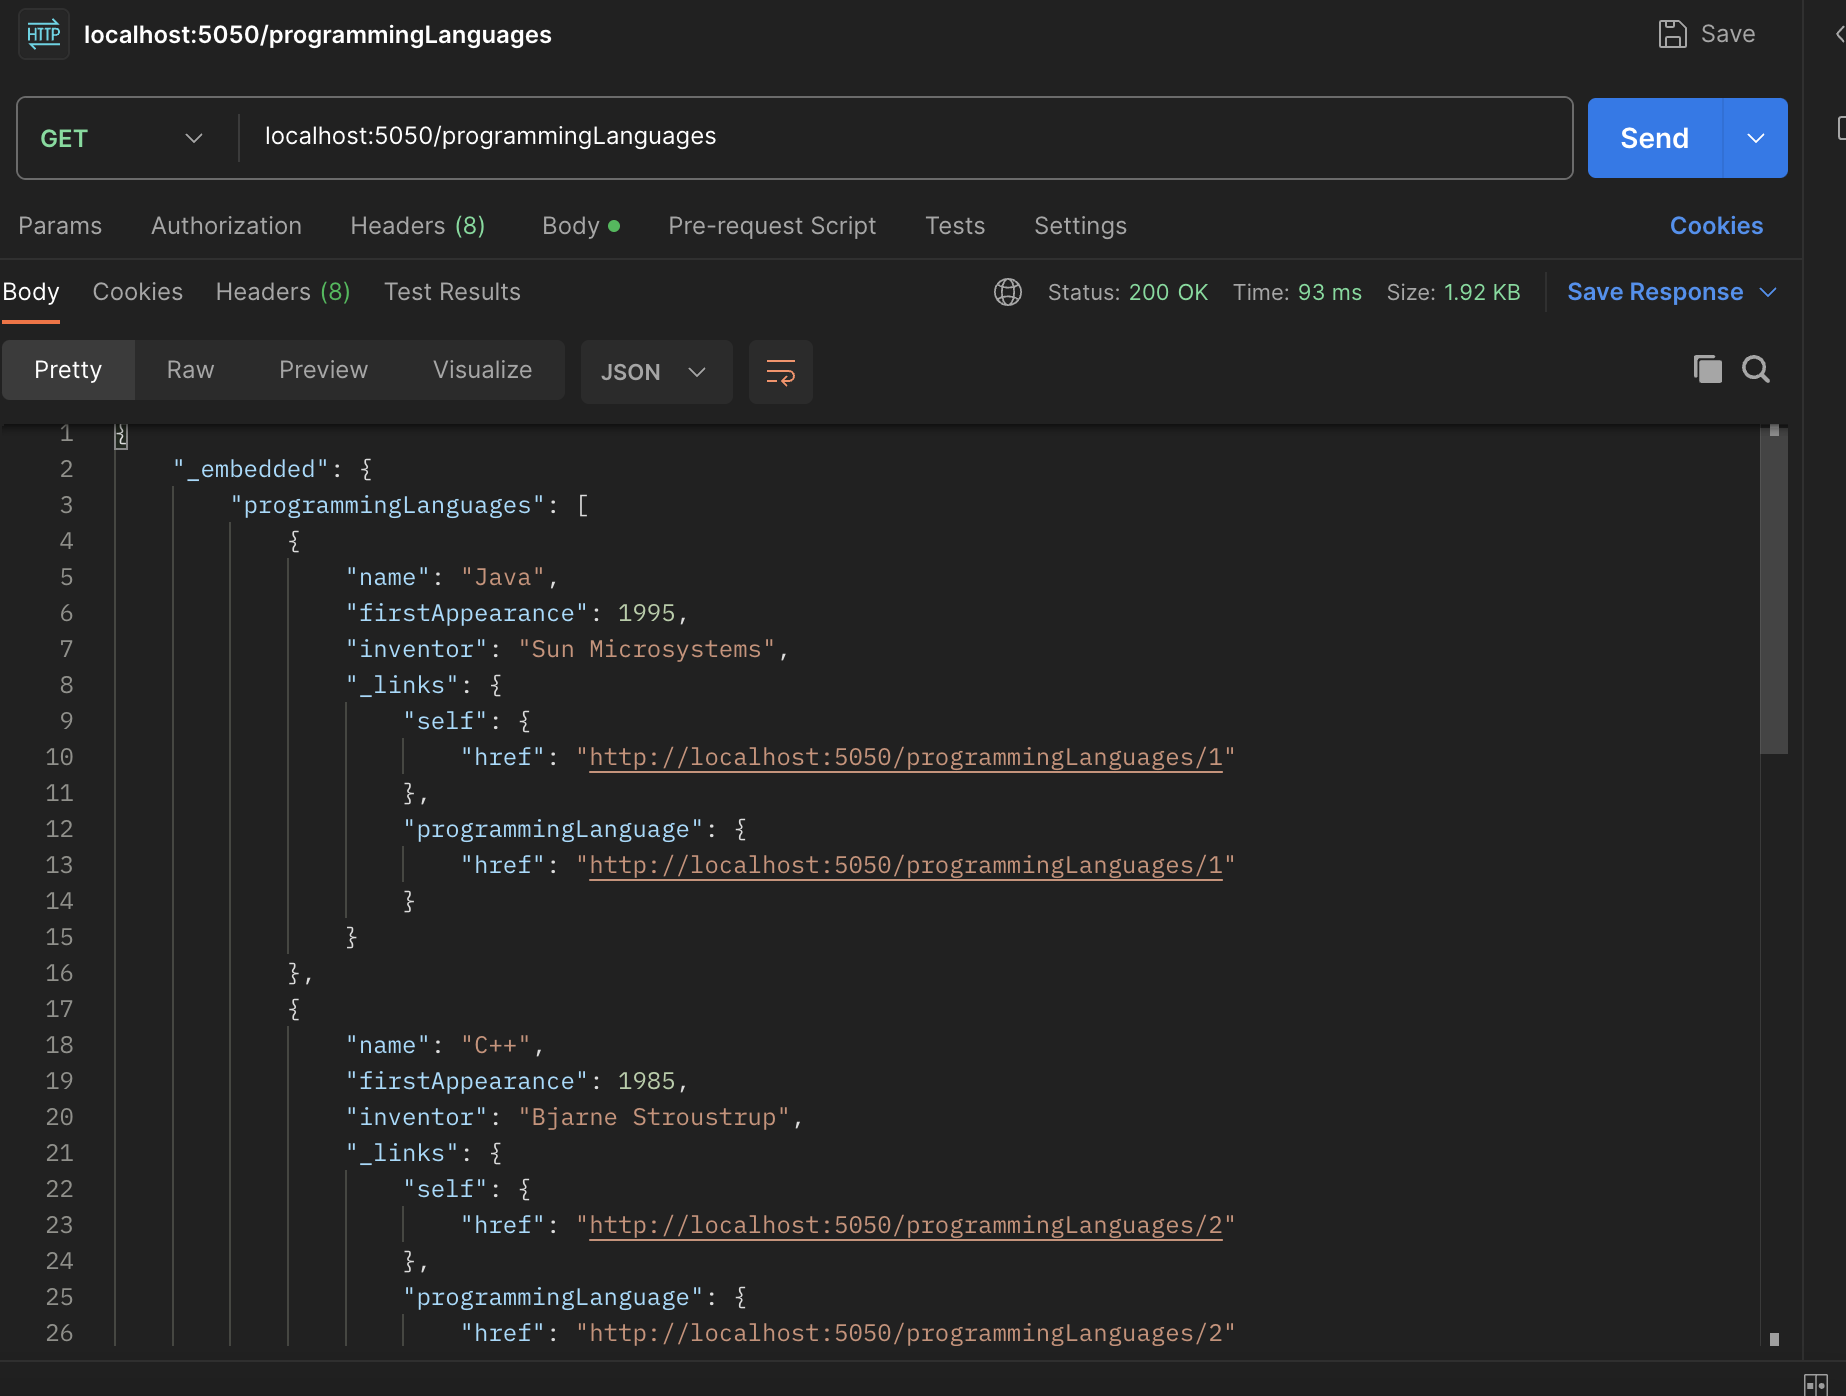 HTTP localhost:5050/programmingLanguages Save
GET localhost:5050/programmingLanguages Send
Params Authorization Headers (8) Body Pre-request Script Tests Settings Cookies
Body Cookies Headers (8) Test Results Status: 200 OK Time: 93 ms Size: 1.92 KB Save Response
Pretty Raw Preview Visualize JSON
1 {
2 "_embedded": {
3 "programmingLanguages": [
4 {
5 "name": "Java",
6 "firstAppearance": 1995,
7 "inventor": "Sun Microsystems",
8 "_links": {
9 "self": {
10 "href": "http://localhost:5050/programmingLanguages/1"
11 },
12 "programmingLanguage": {
13 "href": "http://localhost:5050/programmingLanguages/1"
14 }
15 }
16 },
17 {
18 "name": "C++",
19 "firstAppearance": 1985,
20 "inventor": "Bjarne Stroustrup",
21 "_links": {
22 "self": {
23 "href": "http://localhost:5050/programmingLanguages/2"
24 },
25 "programmingLanguage": {
26 "href": "http://localhost:5050/programmingLanguages/2"